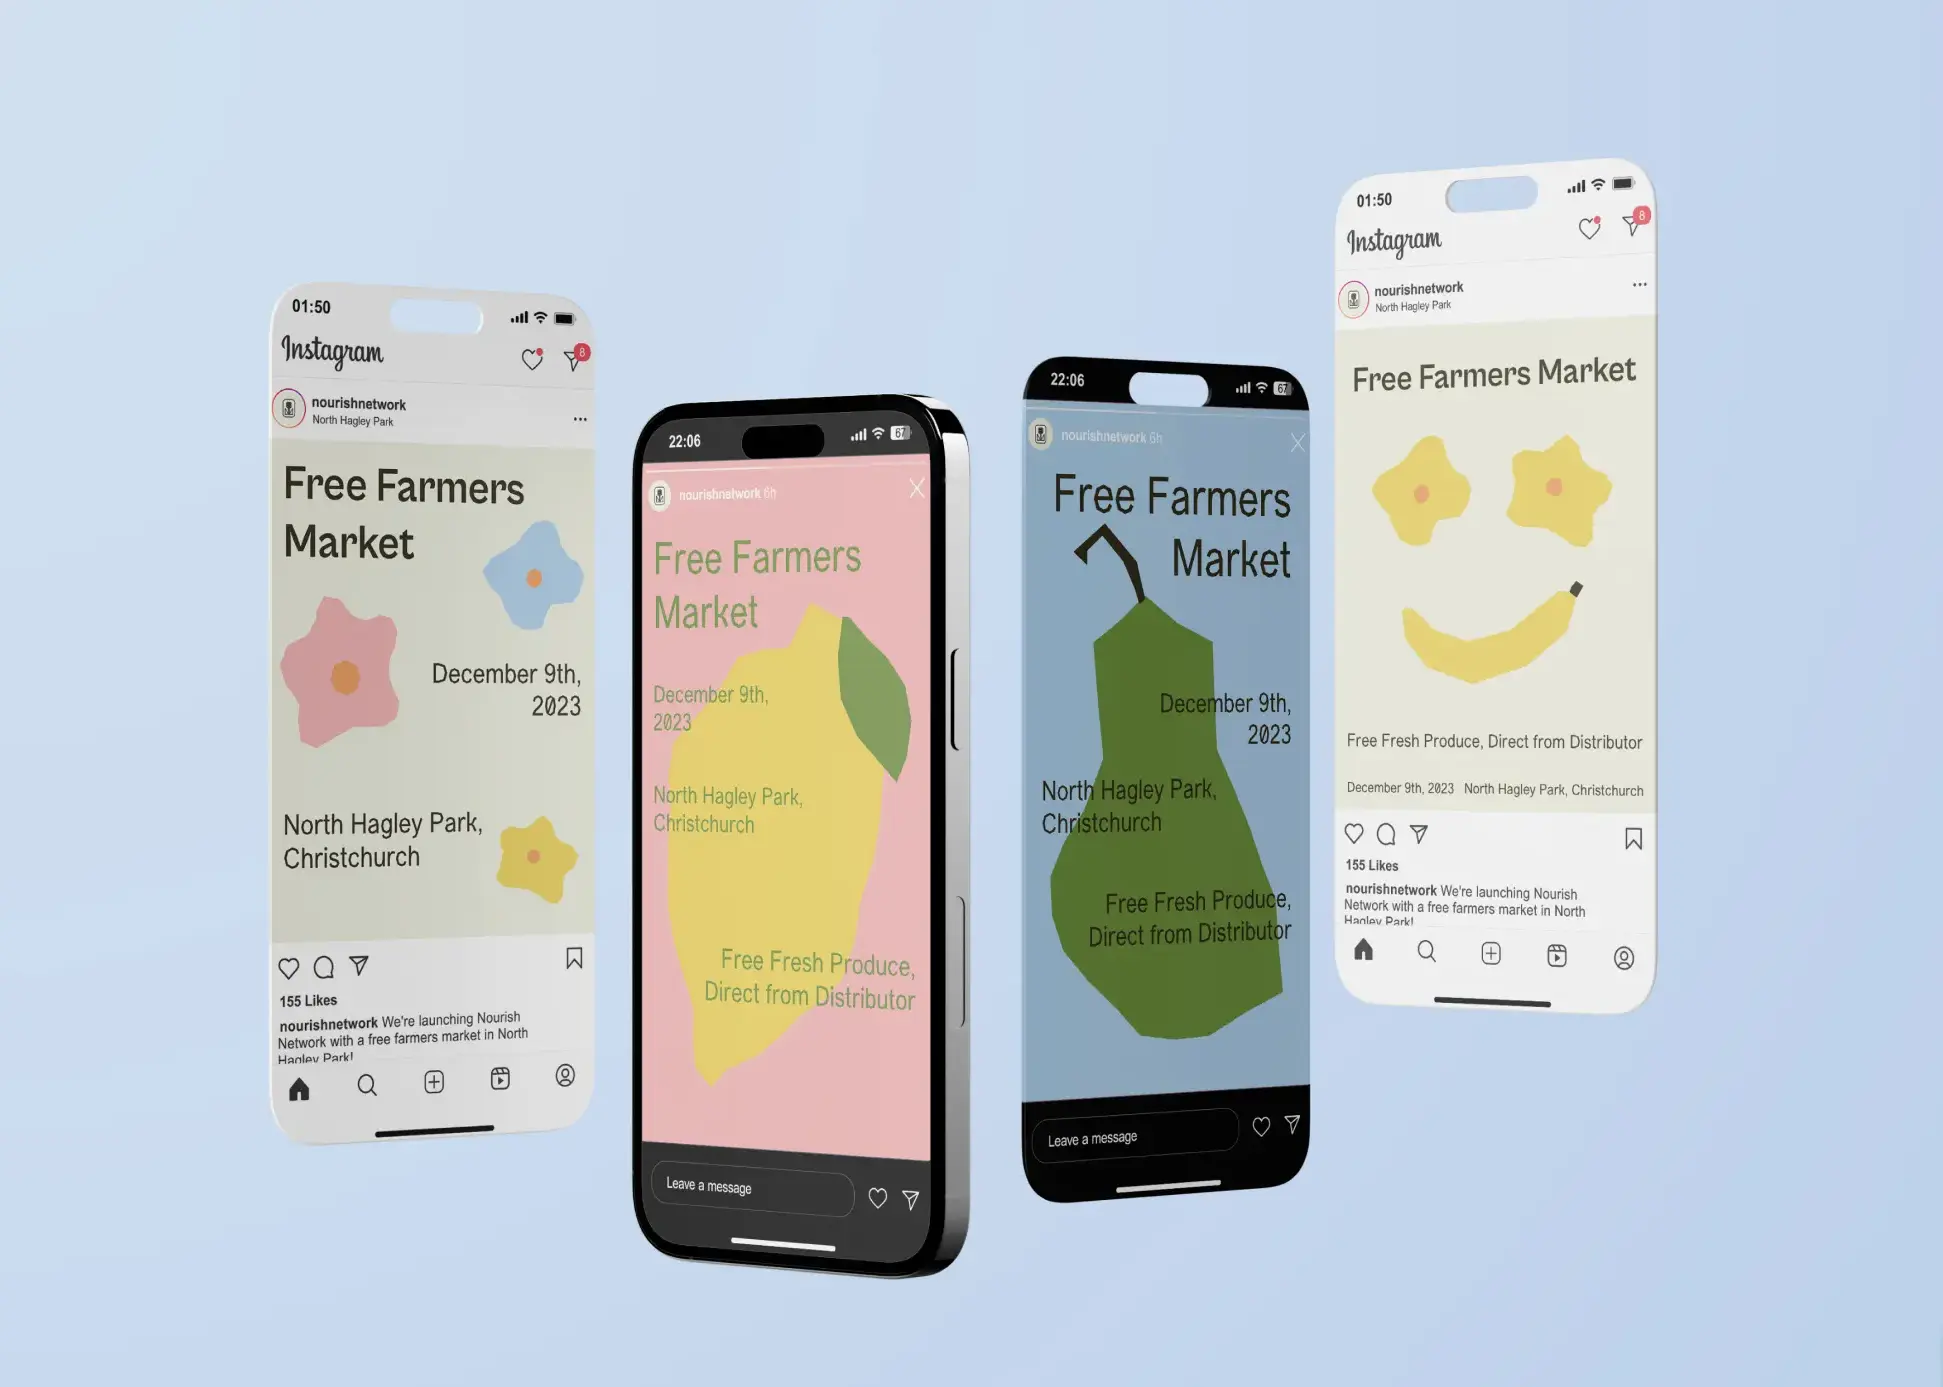 01:50
Instagram
8
nourishnetwork
North Hagley Park
Free Farmers
Market
December 9th,
2023
North Hagley Park,
Christchurch
155 Likes
nourishnetwork We're launching Nourish
Network with a free farmers market in North
Hagley Park!
22:06
67
nourishnetwork 6h
Free Farmers
Market
December 9th,
2023
North Hagley Park,
Christchurch
Free Fresh Produce,
Direct from Distributor
Leave a message
22:06
67
nourishnetwork 6h
Free Farmers
Market
December 9th,
2023
North Hagley Park,
Christchurch
Free Fresh Produce,
Direct from Distributor
Leave a message
01:50
Instagram
8
nourishnetwork
North Hagley Park
Free Farmers Market
Free Fresh Produce, Direct from Distributor
December 9th, 2023 North Hagley Park, Christchurch
155 Likes
nourishnetwork We're launching Nourish
Network with a free farmers market in North
Hagley Park!